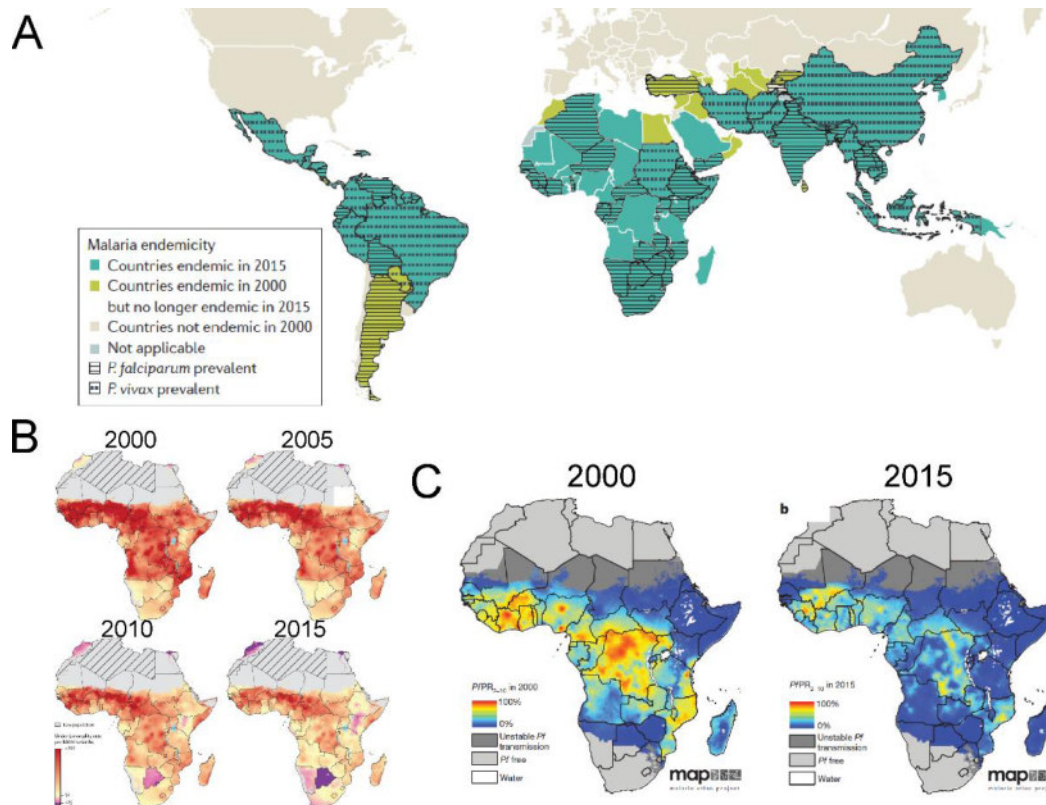 A
Malaria endemicity
Countries endemic in 2015
Countries endemic in 2000
but no longer endemic in 2015
Countries not endemic in 2000
Not applicable
P. falciparum prevalent
P. vivax prevalent
B
2000
2005
2010
2015
C
2000
2015
b
PfPR2-10 in 2000
100%
0%
Unstable Pf
transmission
Pf free
Water
map
malaria atlas project
PfPR2-10 in 2015
100%
0%
Unstable Pf
transmission
Pf free
Water
map
malaria atlas project